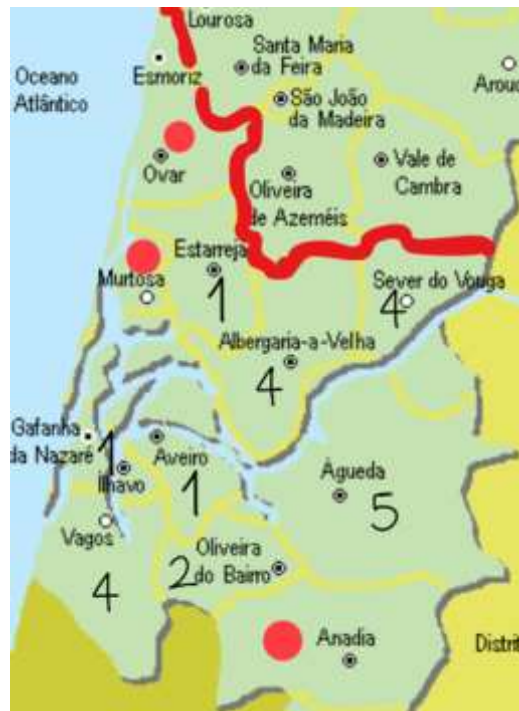 Lourosa
Santa Maria
da Feira
Esmoriz
Oceano
Atlântico
Arouc
São João
da Madeira
Ovar
Vale de
Cambra
Oliveira
de Azeméis
Estarreja
1
Murtosa
Sever do Vouga
4
Albergaria-a-Velha
4
Gafanha
da Nazaré
1
Aveiro
Ílhavo
1
Águeda
5
Vagos
4
2
Oliveira
do Bairro
Anadia
Distrit